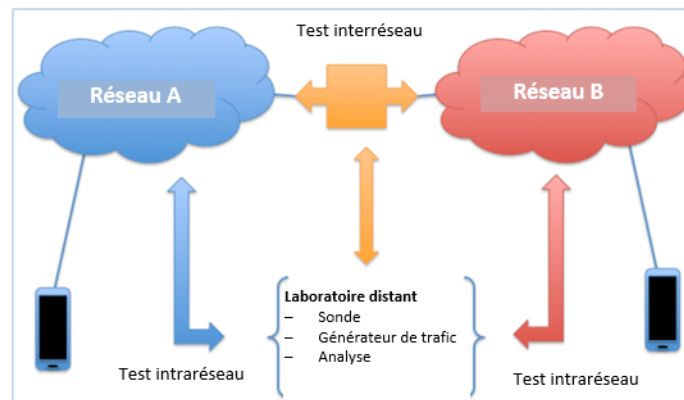 Test interréseau
Réseau A
Réseau B
Laboratoire distant
– Sonde
– Générateur de trafic
– Analyse
Test intraréseau
Test intraréseau